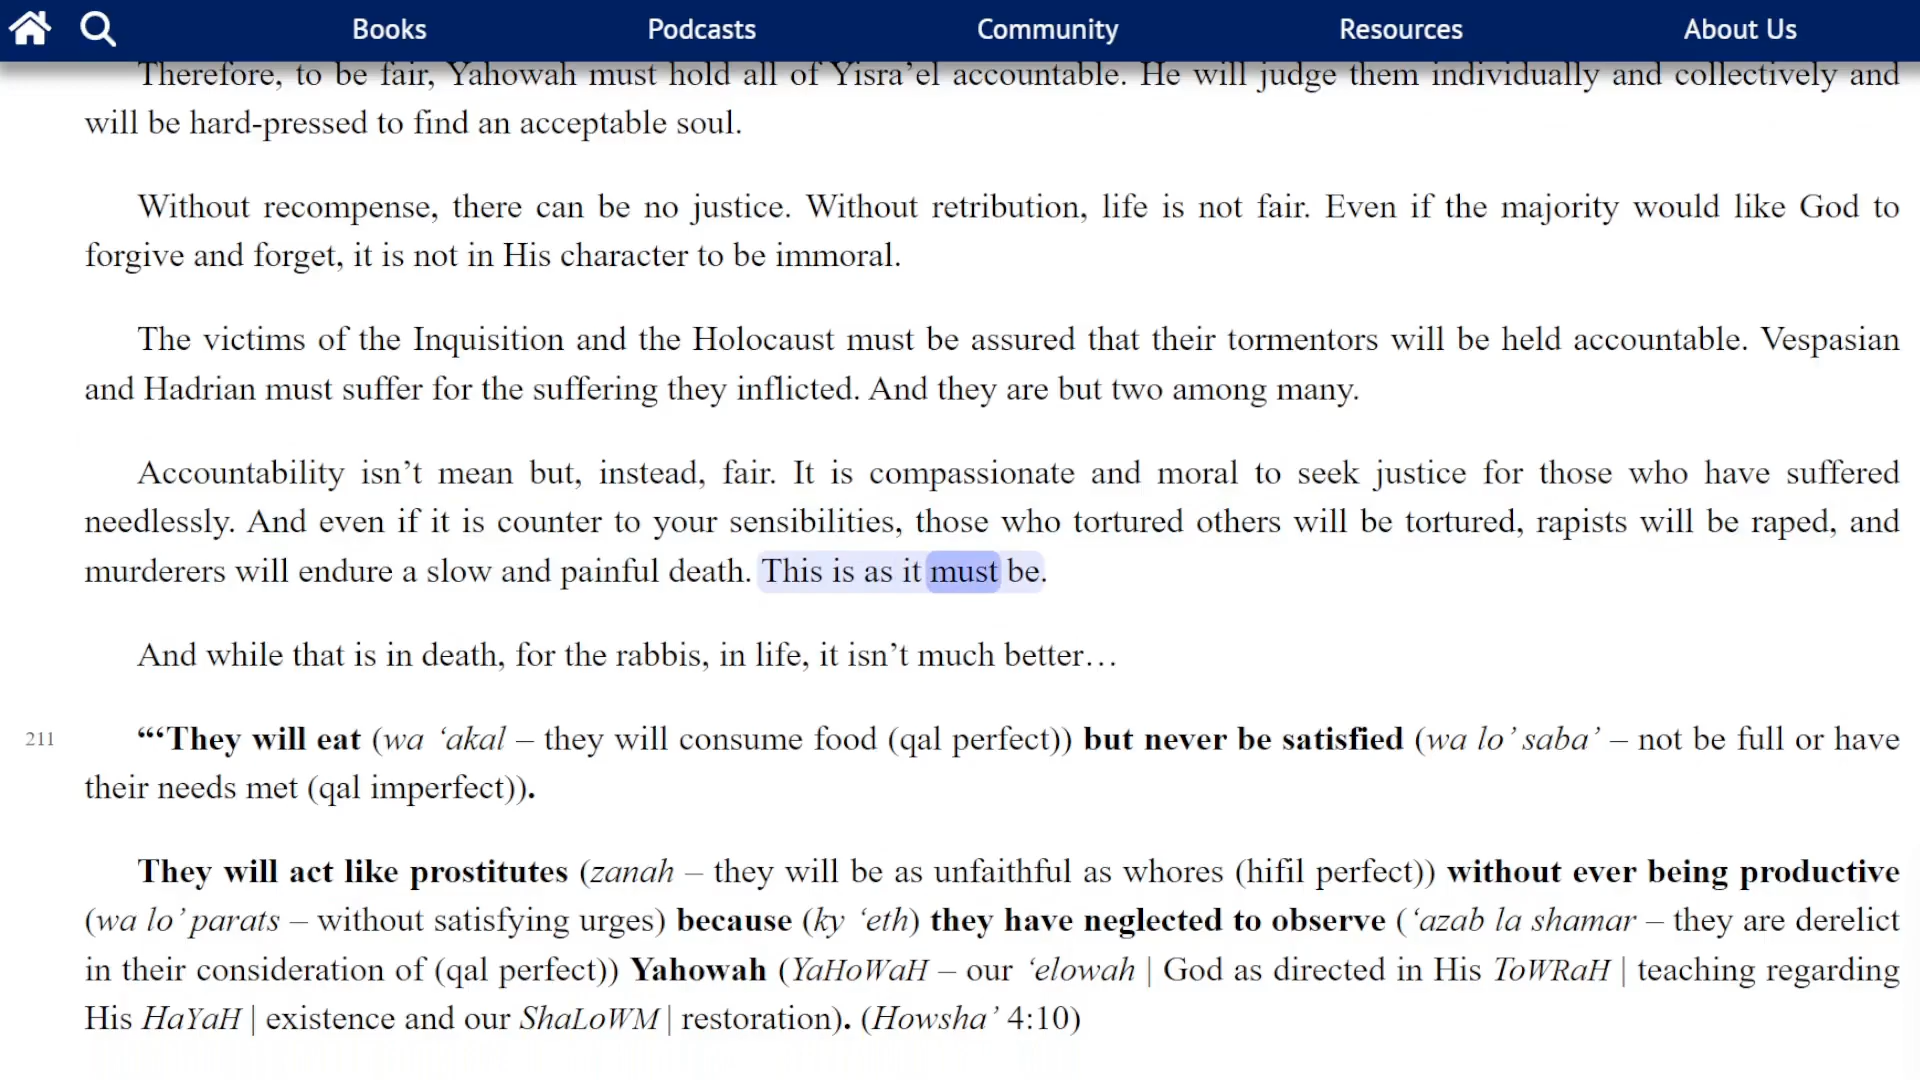 Books Podcasts Community Resources About Us
Therefore, to be fair, Yahowah must hold all of Yisra’el accountable. He will judge them individually and collectively and
will be hard-pressed to find an acceptable soul.
Without recompense, there can be no justice. Without retribution, life is not fair. Even if the majority would like God to
forgive and forget, it is not in His character to be immoral.
The victims of the Inquisition and the Holocaust must be assured that their tormentors will be held accountable. Vespasian
and Hadrian must suffer for the suffering they inflicted. And they are but two among many.
Accountability isn’t mean but, instead, fair. It is compassionate and moral to seek justice for those who have suffered
needlessly. And even if it is counter to your sensibilities, those who tortured others will be tortured, rapists will be raped, and
murderers will endure a slow and painful death. This is as it must be.
And while that is in death, for the rabbis, in life, it isn’t much better…
211 “‘They will eat (wa ‘akal – they will consume food (qal perfect)) but never be satisfied (wa lo’ saba’ – not be full or have
their needs met (qal imperfect)).
They will act like prostitutes (zanah – they will be as unfaithful as whores (hifil perfect)) without ever being productive
(wa lo’ parats – without satisfying urges) because (ky ‘eth) they have neglected to observe (‘azab la shamar – they are derelict
in their consideration of (qal perfect)) Yahowah (YaHoWaH – our ‘elowah | God as directed in His ToWRaH | teaching regarding
His HaYaH | existence and our ShaLoWM | restoration). (Howsha’ 4:10)